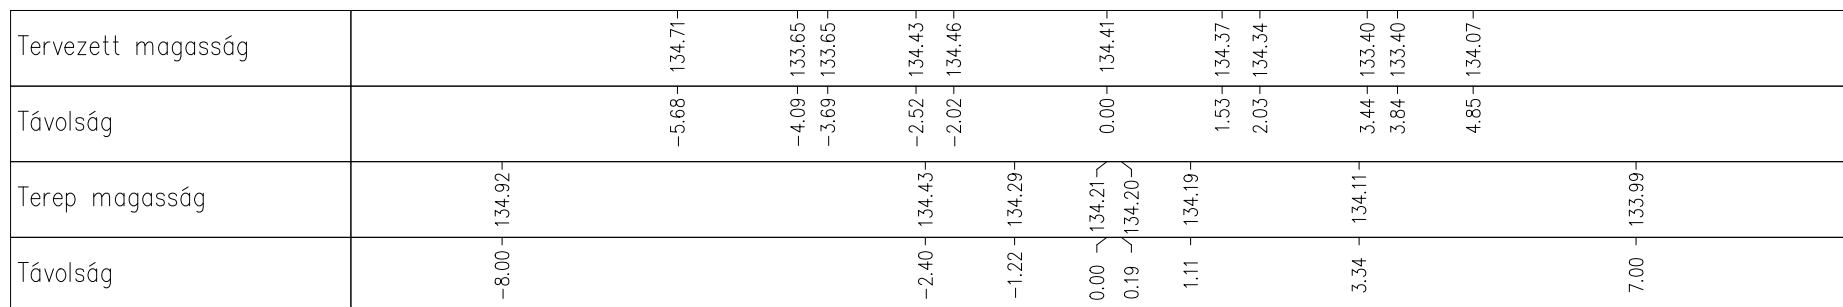 Tervezett magasság 134.71 133.65 133.65 134.43 134.46 134.41 134.37 134.34 133.40 133.40 134.07
Távolság -5.68 -4.09 -3.69 -2.52 -2.02 0.00 1.53 2.03 3.44 3.84 4.85
Terep magasság 134.92 134.43 134.29 134.21 134.20 134.19 134.11 133.99
Távolság -8.00 -2.40 -1.22 0.00 0.19 1.11 3.34 7.00